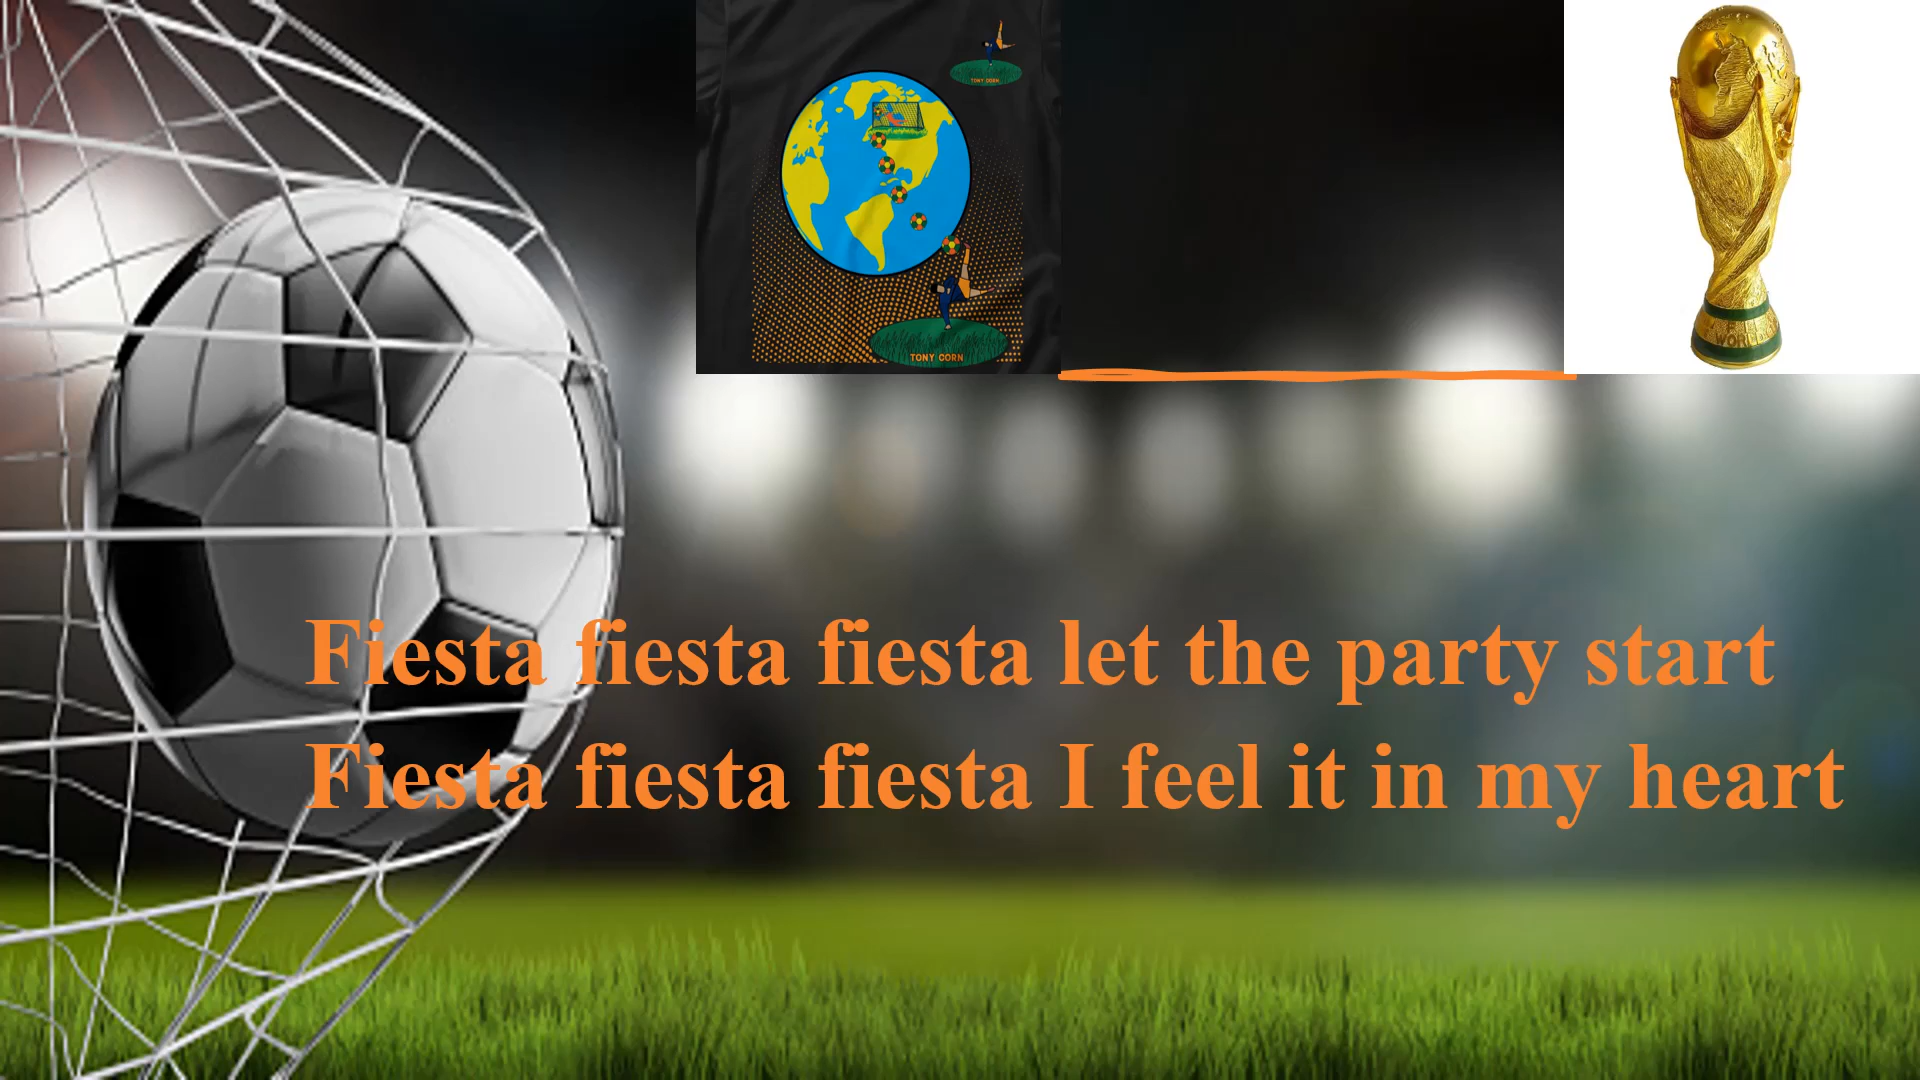 TONY CORN
TONY CORN
WORLD
Fiesta fiesta fiesta let the party start
Fiesta fiesta fiesta I feel it in my heart